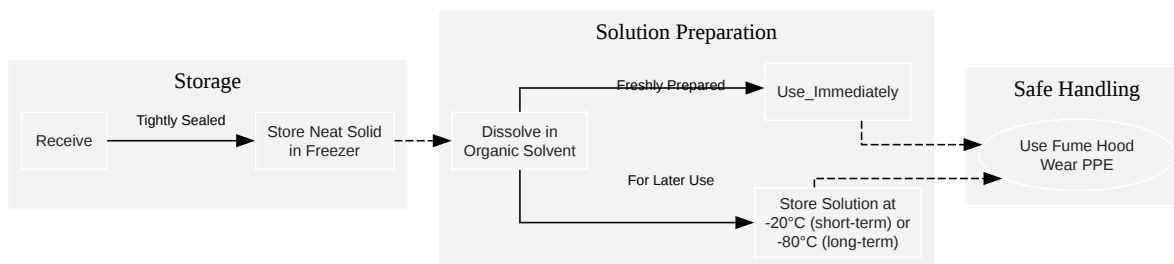 Storage
Receive
Tightly Sealed
Store Neat Solid
in Freezer
Solution Preparation
Dissolve in
Organic Solvent
Freshly Prepared
Use_Immediately
For Later Use
Store Solution at
-20°C (short-term) or
-80°C (long-term)
Safe Handling
Use Fume Hood
Wear PPE